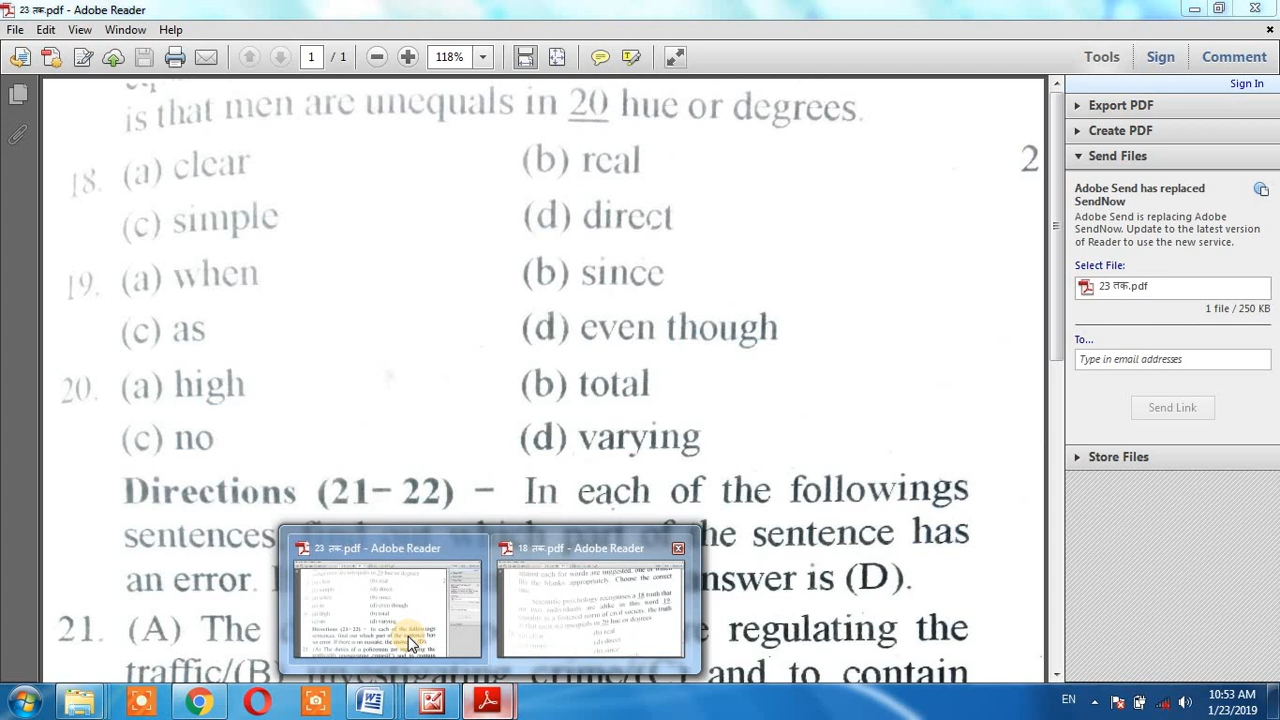 23 तक.pdf - Adobe Reader
File Edit View Window Help
1 / 1 118% Tools Sign Comment
is that men are unequals in 20 hue or degrees.
18. (a) clear (b) real 2
(c) simple (d) direct
19. (a) when (b) since
(c) as (d) even though
20. (a) high (b) total
(c) no (d) varying
Directions (21- 22) - In each of the followings
sentences the sentence has
an error. nswer is (D).
21. (A) The regulating the
traffic/(B) investigating crime/(C) and to contain
Sign In
Export PDF
Create PDF
Send Files
Adobe Send has replaced
SendNow.
Adobe Send is replacing Adobe
SendNow. Update to the latest version
of Reader to use the new service.
Select File:
23 तक.pdf
1 file / 250 KB
To...
Type in email addresses
Send Link
Store Files
23 तक.pdf - Adobe Reader
18 तक.pdf - Adobe Reader
EN 10:53 AM
1/23/2019